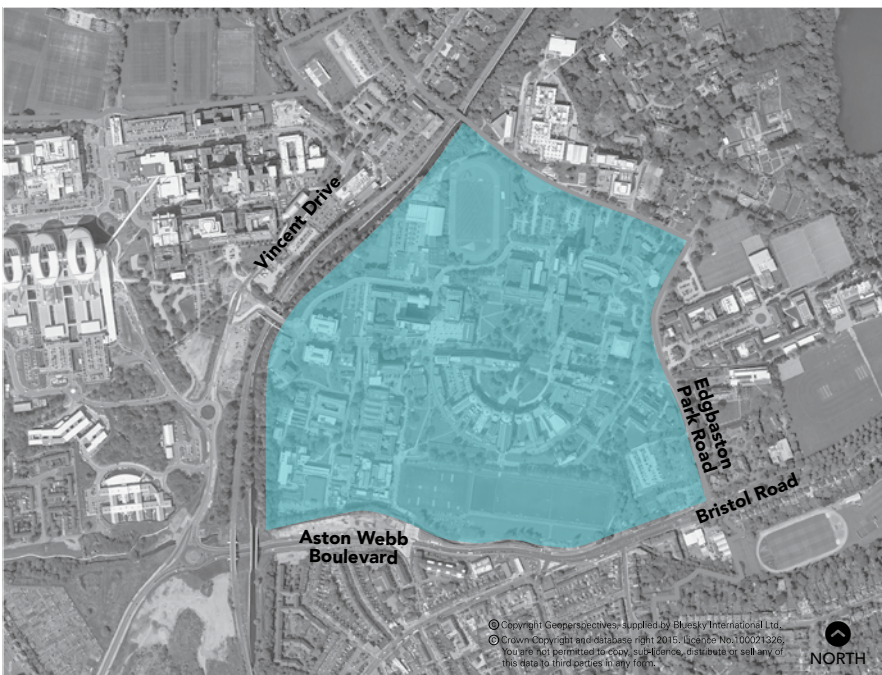 Vincent Drive
Edgbaston
Park Road
Bristol Road
Aston Webb
Boulevard
© Copyright Geoperspectives, supplied by Bluesky International Ltd.
© Crown Copyright and database right 2015. Licence No.100021326.
You are not permitted to copy, sub-licence, distribute or sell any of
this data to third parties in any form.
NORTH